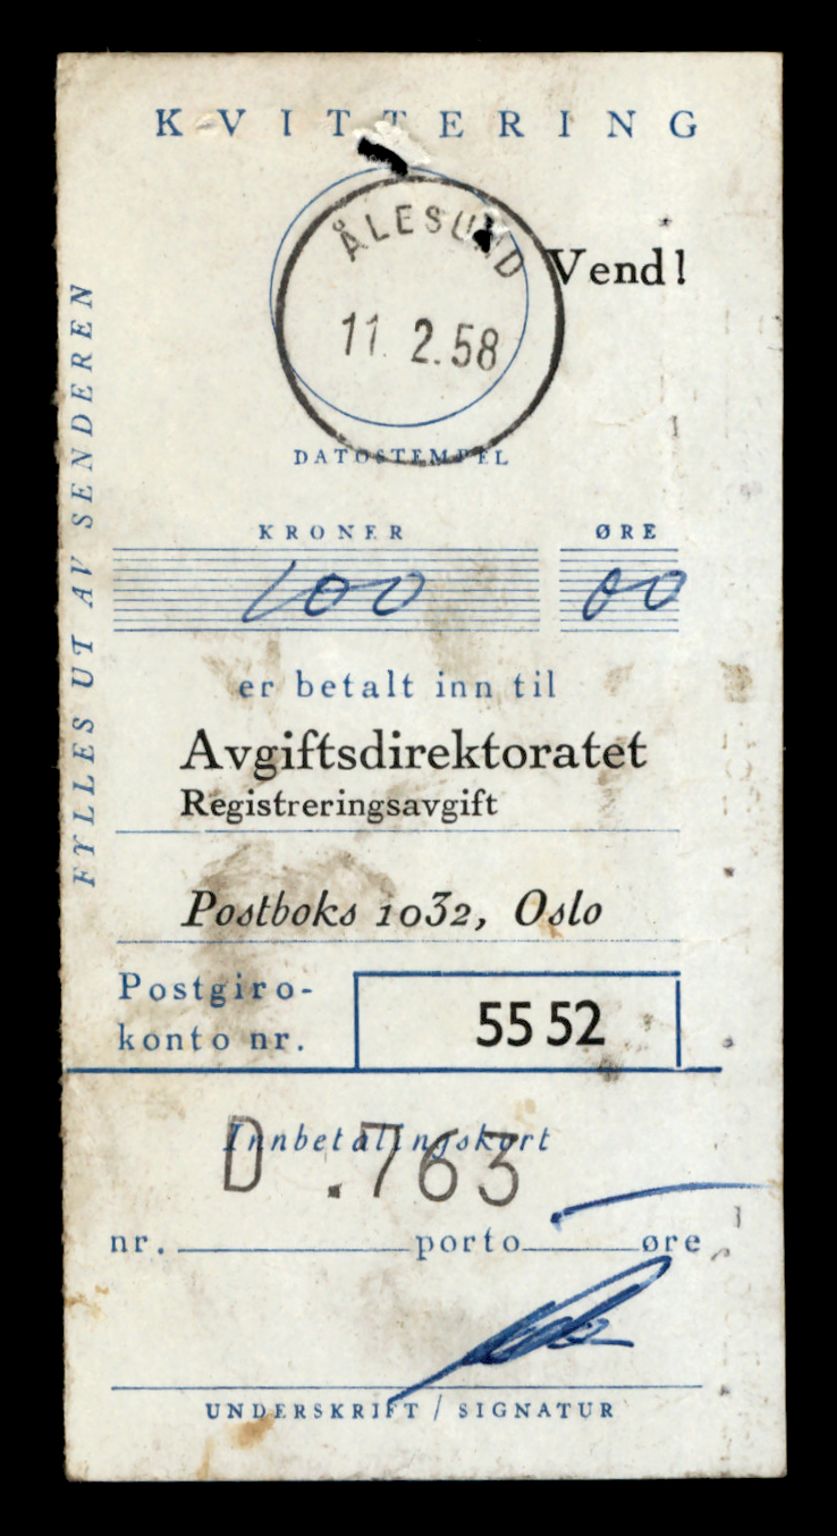 KVITTERING
ÅLESUND
Vend!
11. 2. 58
DATOSTEMPEL
FYLLES UT AV SENDEREN
KRONER ØRE
100 00
er betalt inn til
Avgiftsdirektoratet
Registreringsavgift
Postboks 1032, Oslo
Postgiro-
konto nr.
55 52
Innbetalingskort
D .763
nr. porto øre
UNDERSKRIFT / SIGNATUR